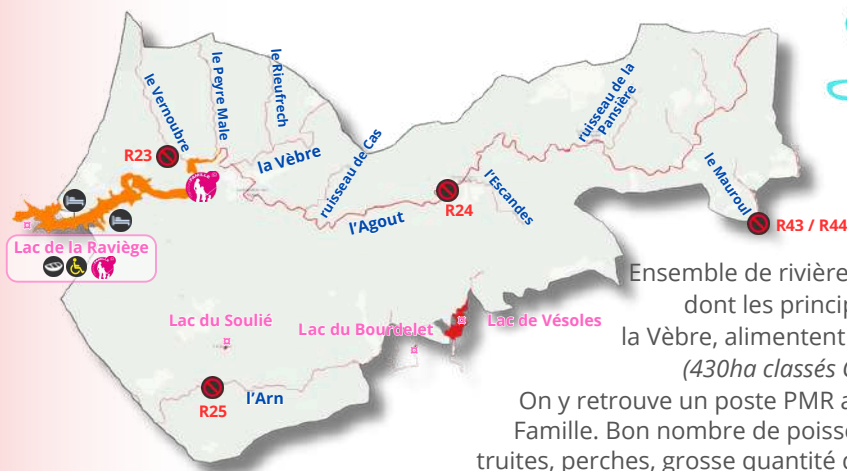 le Vernoubre
le Peyre Male
le Rieufrech
ruisseau de la Pansière
R23
la Vèbre
ruisseau de Cas
le Mauroul
l'Escandes
R24
l'Agout
R43 / R44
Lac de la Raviège
Ensemble de rivière
dont les princip
la Vèbre, alimentent
(430ha classés
On y retrouve un poste PMR a
Famille. Bon nombre de poisse
truites, perches, grosse quantité
Lac du Soulié
Lac du Bourdelet
Lac de Vésoles
l'Arn
R25